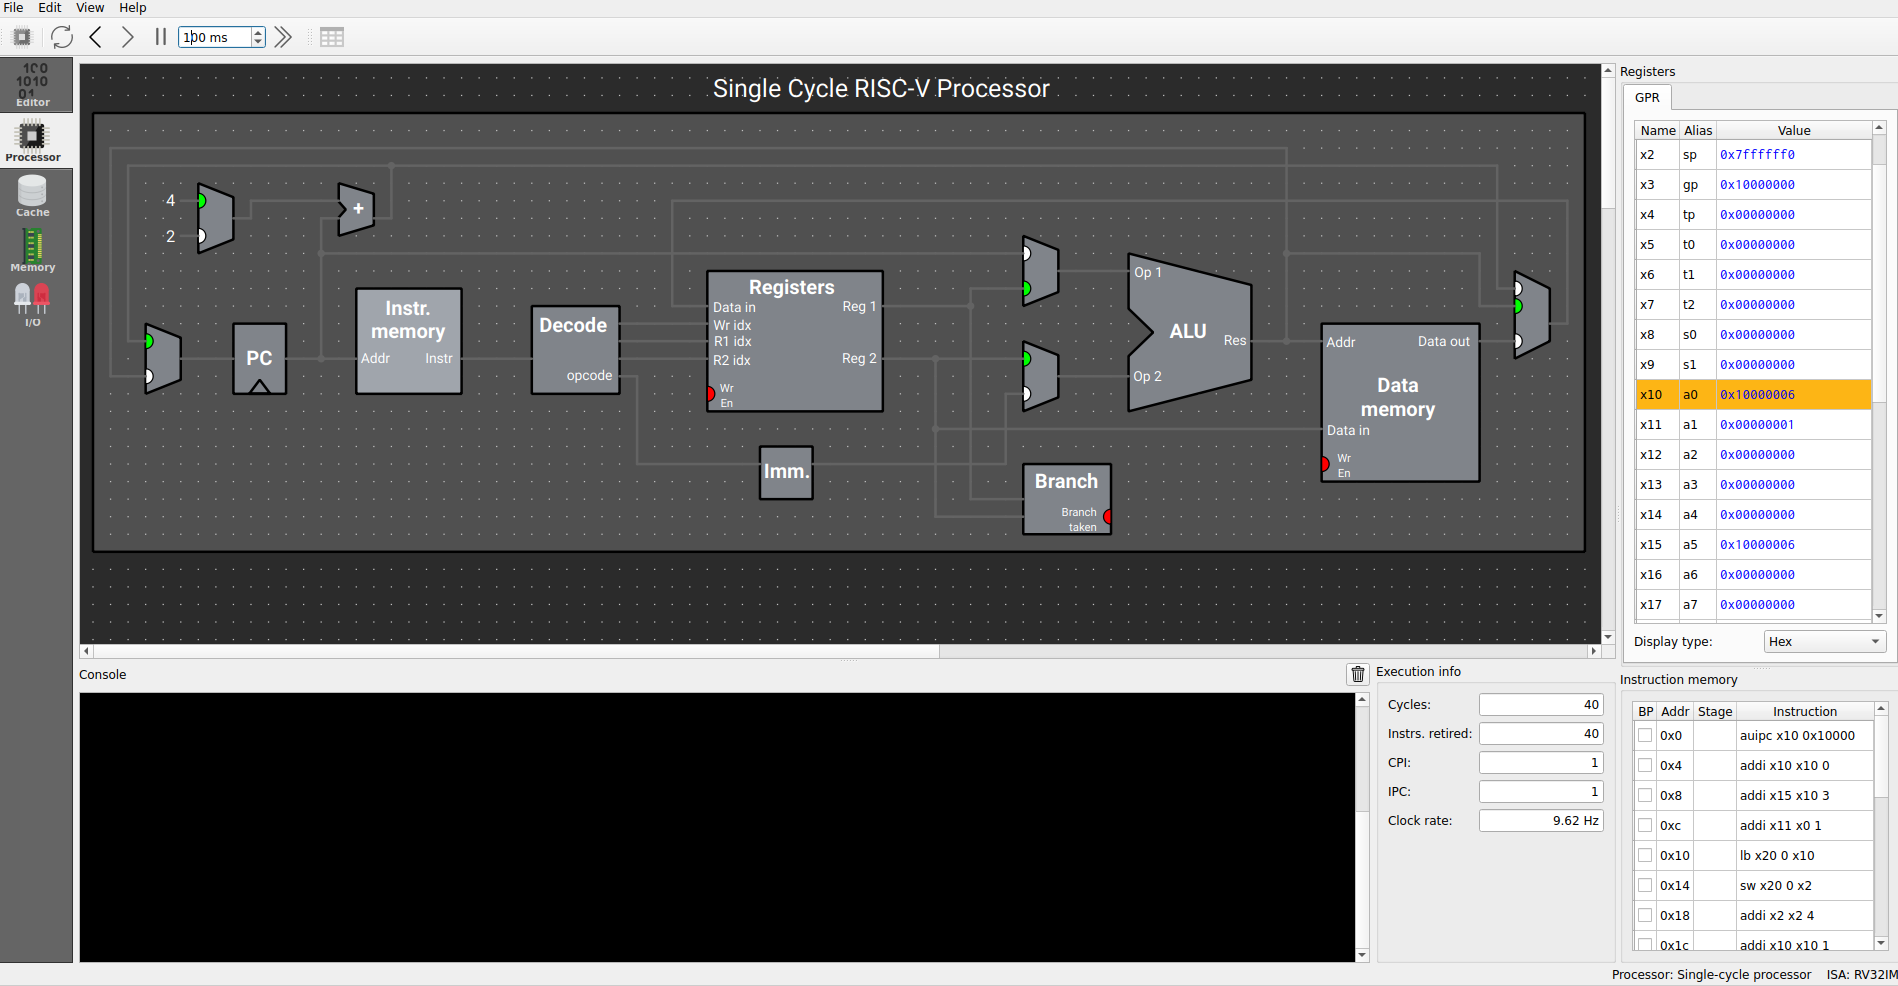 File Edit View Help
100 ms
Editor
Processor
Cache
Memory
I/O
Single Cycle RISC-V Processor
4
2
+
PC
Instr. memory
Addr Instr
Decode
opcode
Registers
Data in Reg 1
Wr idx
R1 idx
R2 idx Reg 2
Wr
En
Imm.
Op 1
ALU
Res
Op 2
Branch
Branch
taken
Addr Data out
Data
memory
Data in
Wr
En
Registers
GPR
Name Alias Value
x2 sp 0x7ffffff0
x3 gp 0x10000000
x4 tp 0x00000000
x5 t0 0x00000000
x6 t1 0x00000000
x7 t2 0x00000000
x8 s0 0x00000000
x9 s1 0x00000000
x10 a0 0x10000006
x11 a1 0x00000001
x12 a2 0x00000000
x13 a3 0x00000000
x14 a4 0x00000000
x15 a5 0x10000006
x16 a6 0x00000000
x17 a7 0x00000000
Display type: Hex
Console
Execution info
Cycles: 40
Instrs. retired: 40
CPI: 1
IPC: 1
Clock rate: 9.62 Hz
Instruction memory
BP Addr Stage Instruction
0x0 auipc x10 0x10000
0x4 addi x10 x10 0
0x8 addi x15 x10 3
0xc addi x11 x0 1
0x10 lb x20 0 x10
0x14 sw x20 0 x2
0x18 addi x2 x2 4
0x1c addi x10 x10 1
Processor: Single-cycle processor ISA: RV32IM